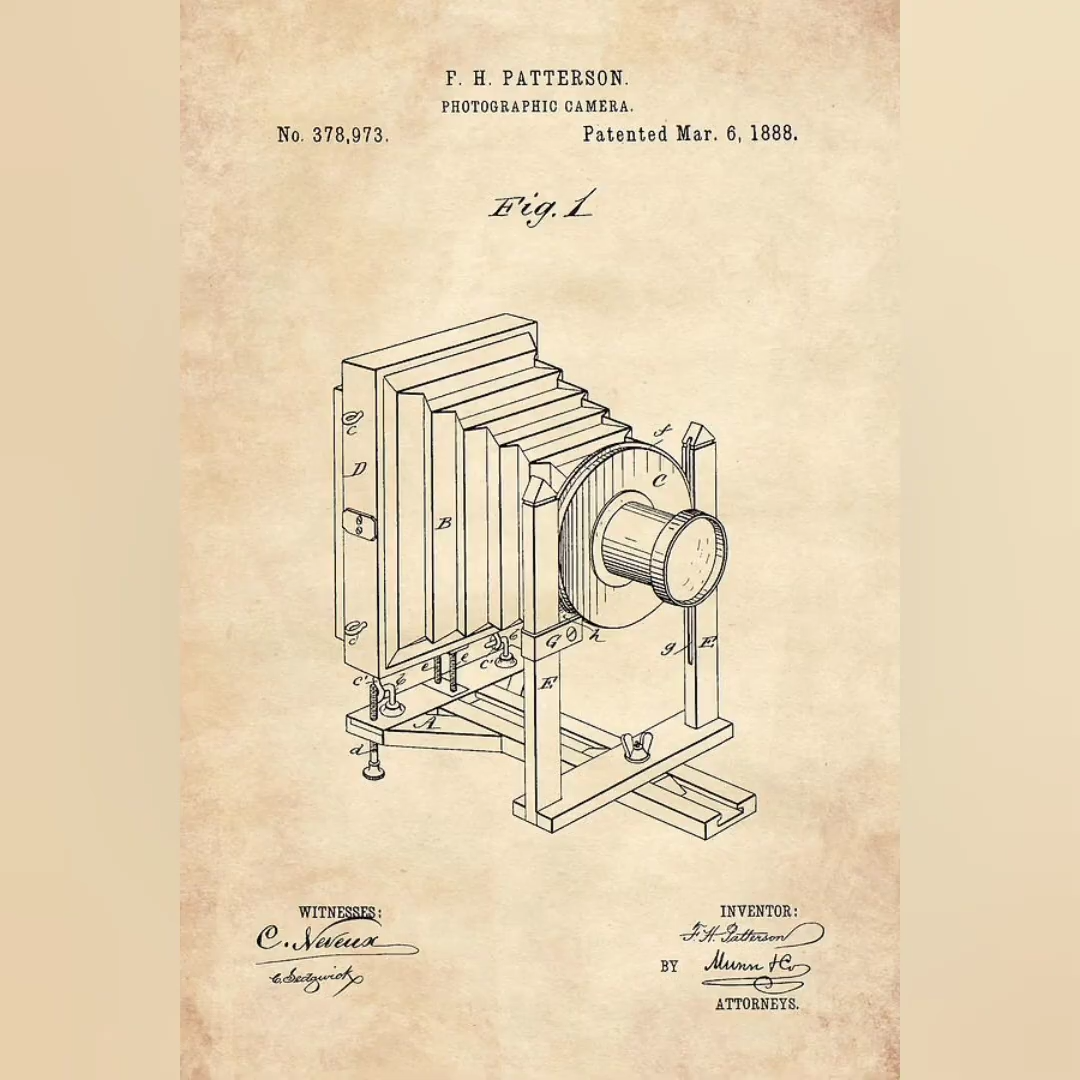 F. H. PATTERSON.
PHOTOGRAPHIC CAMERA.
No. 378,973. Patented Mar. 6, 1888.
Fig. 1
f
c
C
D
B
c
G h
g E
e e c' b
c' b
E
A
d
WITNESSES:
C. Neveux
C. Sedgwick
INVENTOR:
F. H. Patterson
BY Munn & Co
ATTORNEYS.